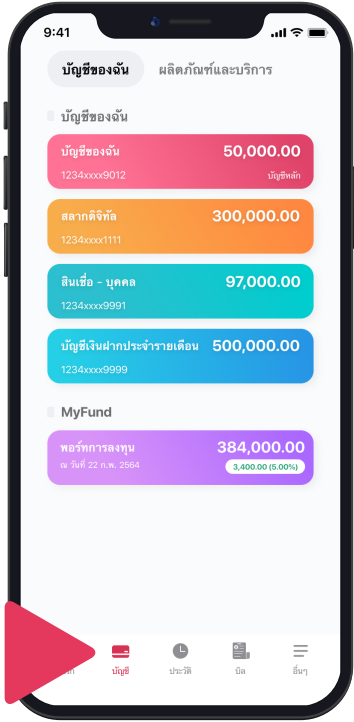 9:41
บัญชีของฉัน ผลิตภัณฑ์และบริการ
บัญชีของฉัน
บัญชีของฉัน 50,000.00
1234xxxx9012 บัญชีหลัก
สลากดิจิทัล 300,000.00
1234xxxx1111
สินเชื่อ - บุคคล 97,000.00
1234xxxx9991
บัญชีเงินฝากประจำรายเดือน 500,000.00
1234xxxx9999
MyFund
พอร์ทการลงทุน 384,000.00
ณ วันที่ 22 ก.พ. 2564 3,400.00 (5.00%)
บัญชี ประวัติ บิล อื่นๆ